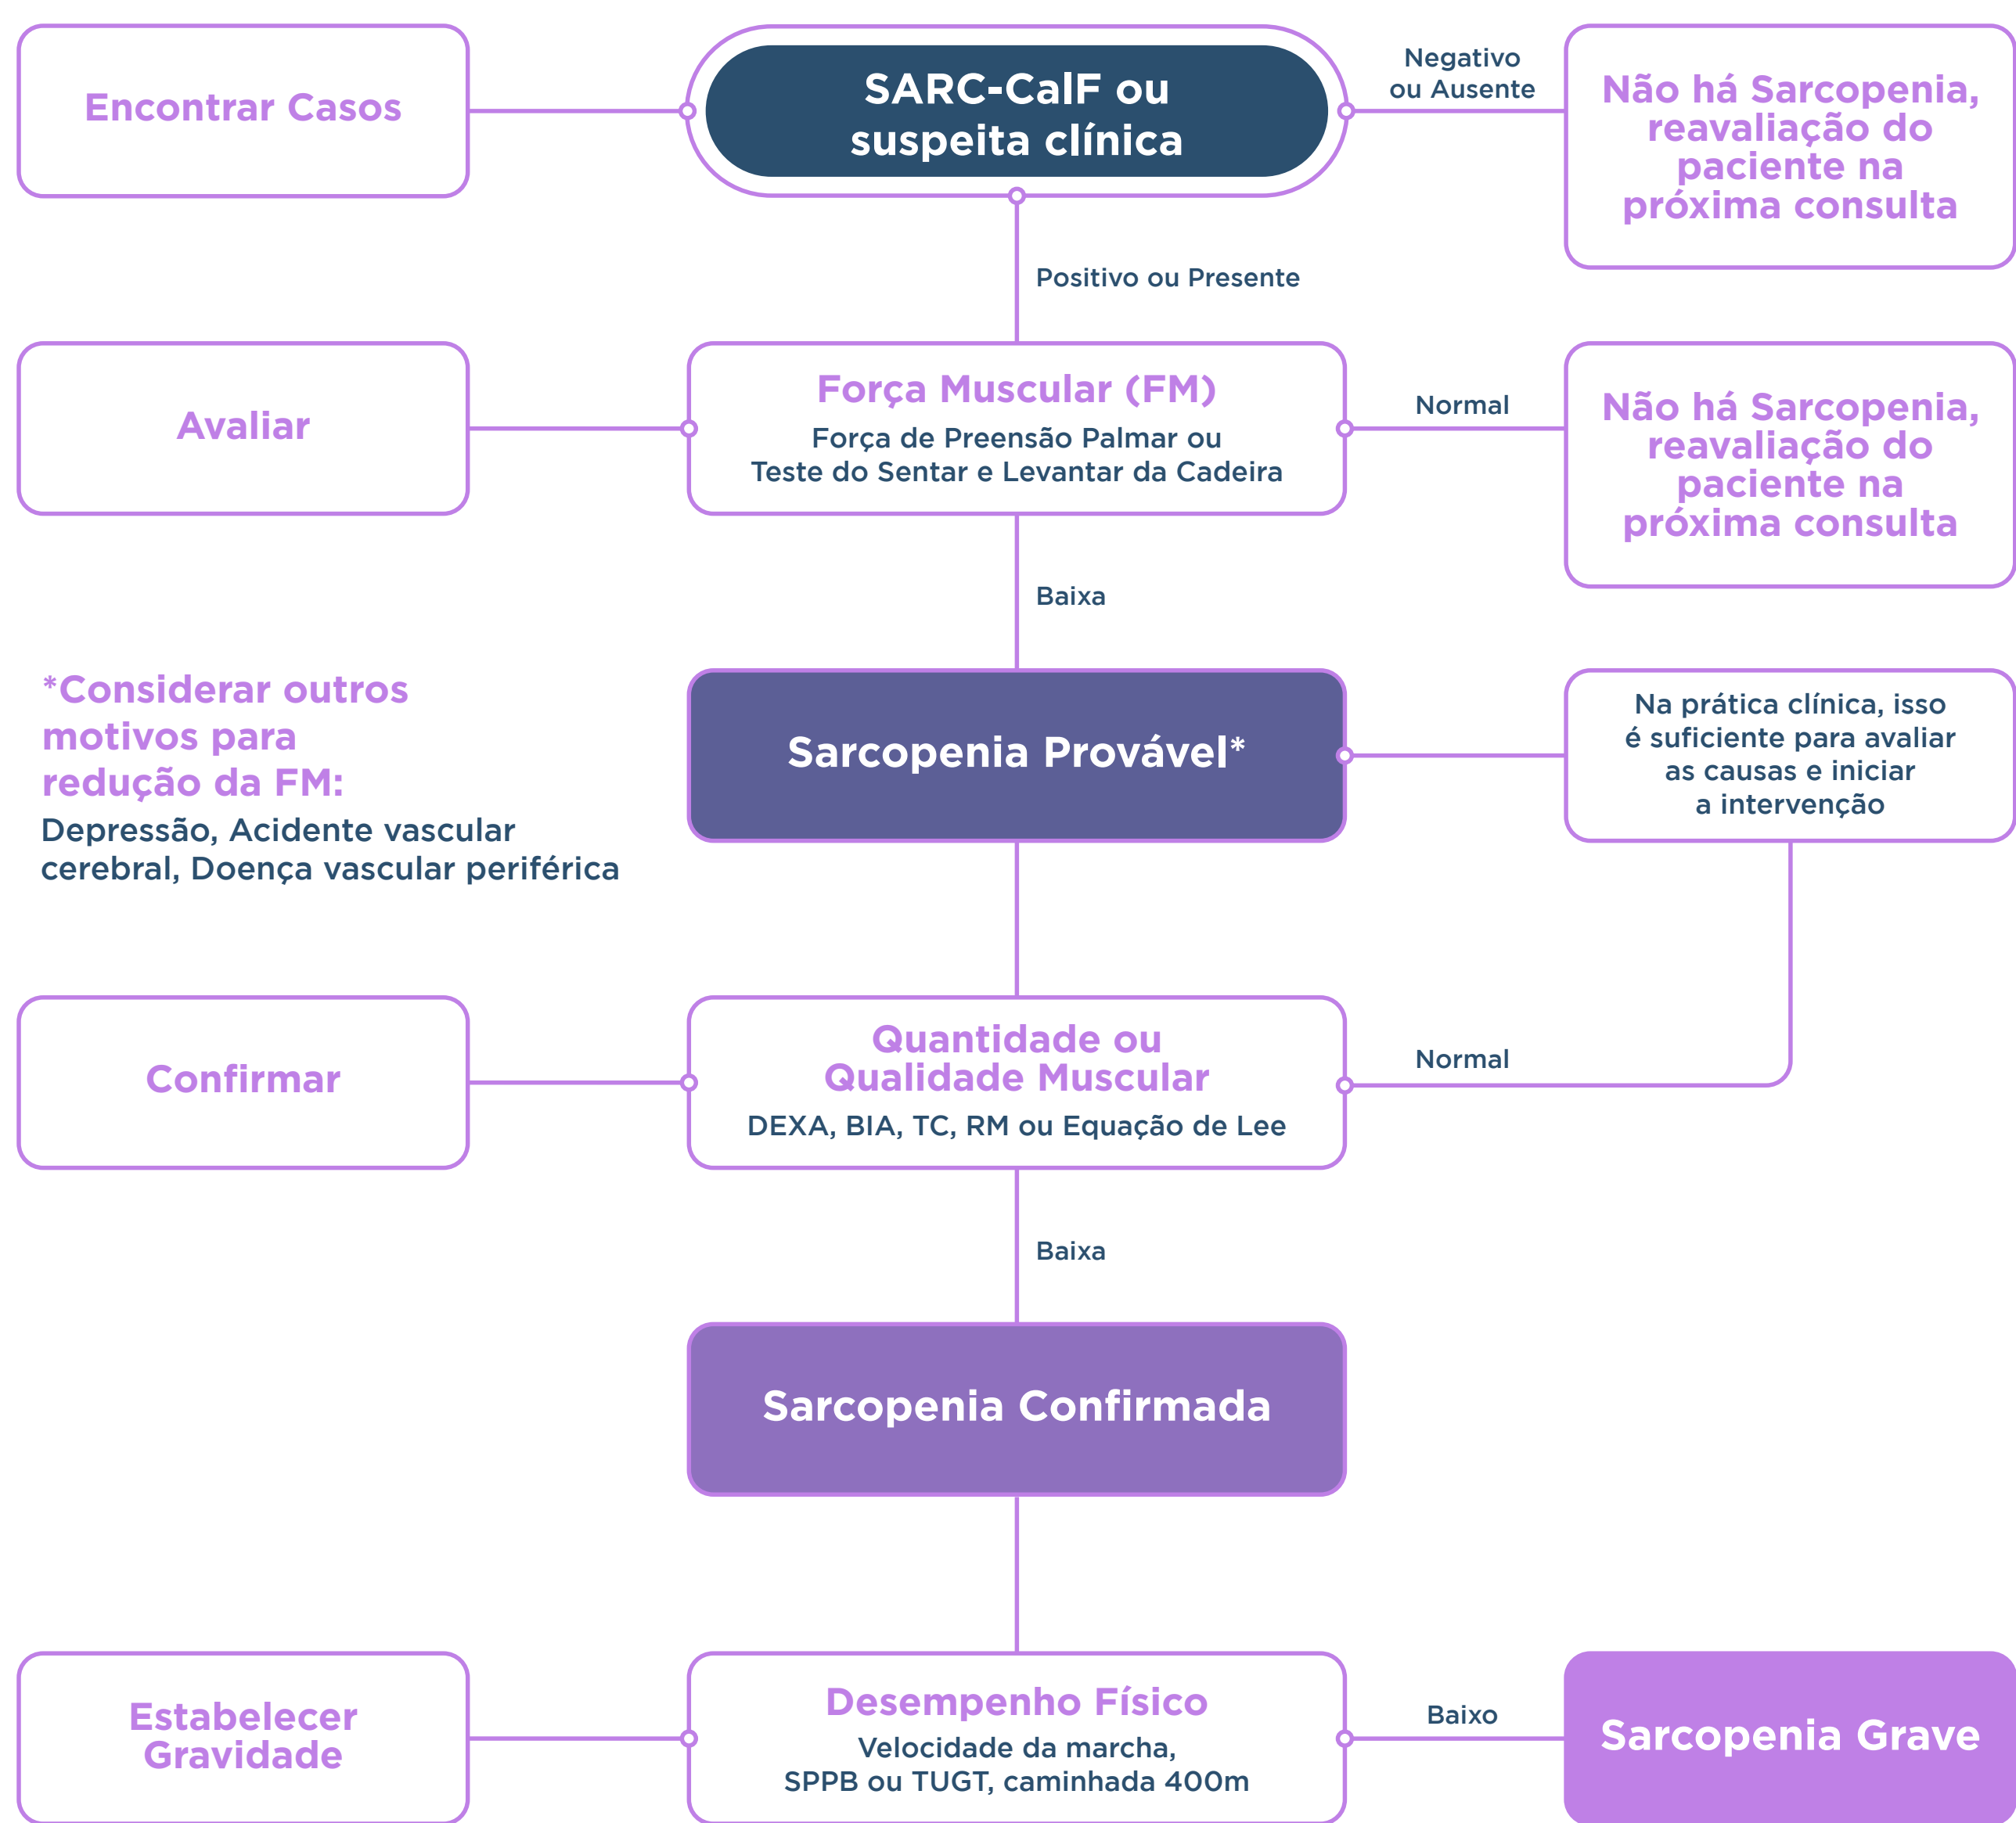 Encontrar Casos
SARC-CalF ou
suspeita clínica
Negativo
ou Ausente
Não há Sarcopenia,
reavaliação do
paciente na
próxima consulta
Positivo ou Presente
Avaliar
Força Muscular (FM)
Força de Preensão Palmar ou
Teste do Sentar e Levantar da Cadeira
Normal
Não há Sarcopenia,
reavaliação do
paciente na
próxima consulta
Baixa
*Considerar outros
motivos para
redução da FM:
Depressão, Acidente vascular
cerebral, Doença vascular periférica
Sarcopenia Provável*
Na prática clínica, isso
é suficiente para avaliar
as causas e iniciar
a intervenção
Confirmar
Quantidade ou
Qualidade Muscular
DEXA, BIA, TC, RM ou Equação de Lee
Normal
Baixa
Sarcopenia Confirmada
Estabelecer
Gravidade
Desempenho Físico
Velocidade da marcha,
SPPB ou TUGT, caminhada 400m
Baixo
Sarcopenia Grave